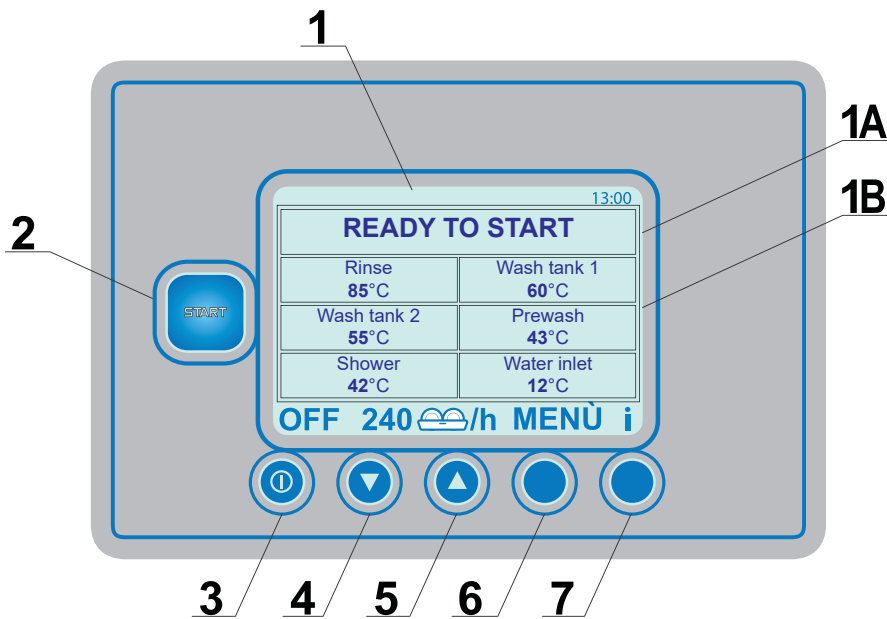 1
1A
13:00
1B
READY TO START
2
Rinse
85°C
Wash tank 1
60°C
START
Wash tank 2
55°C
Prewash
43°C
Shower
42°C
Water inlet
12°C
OFF 240 /h MENÙ i
3 4 5 6 7